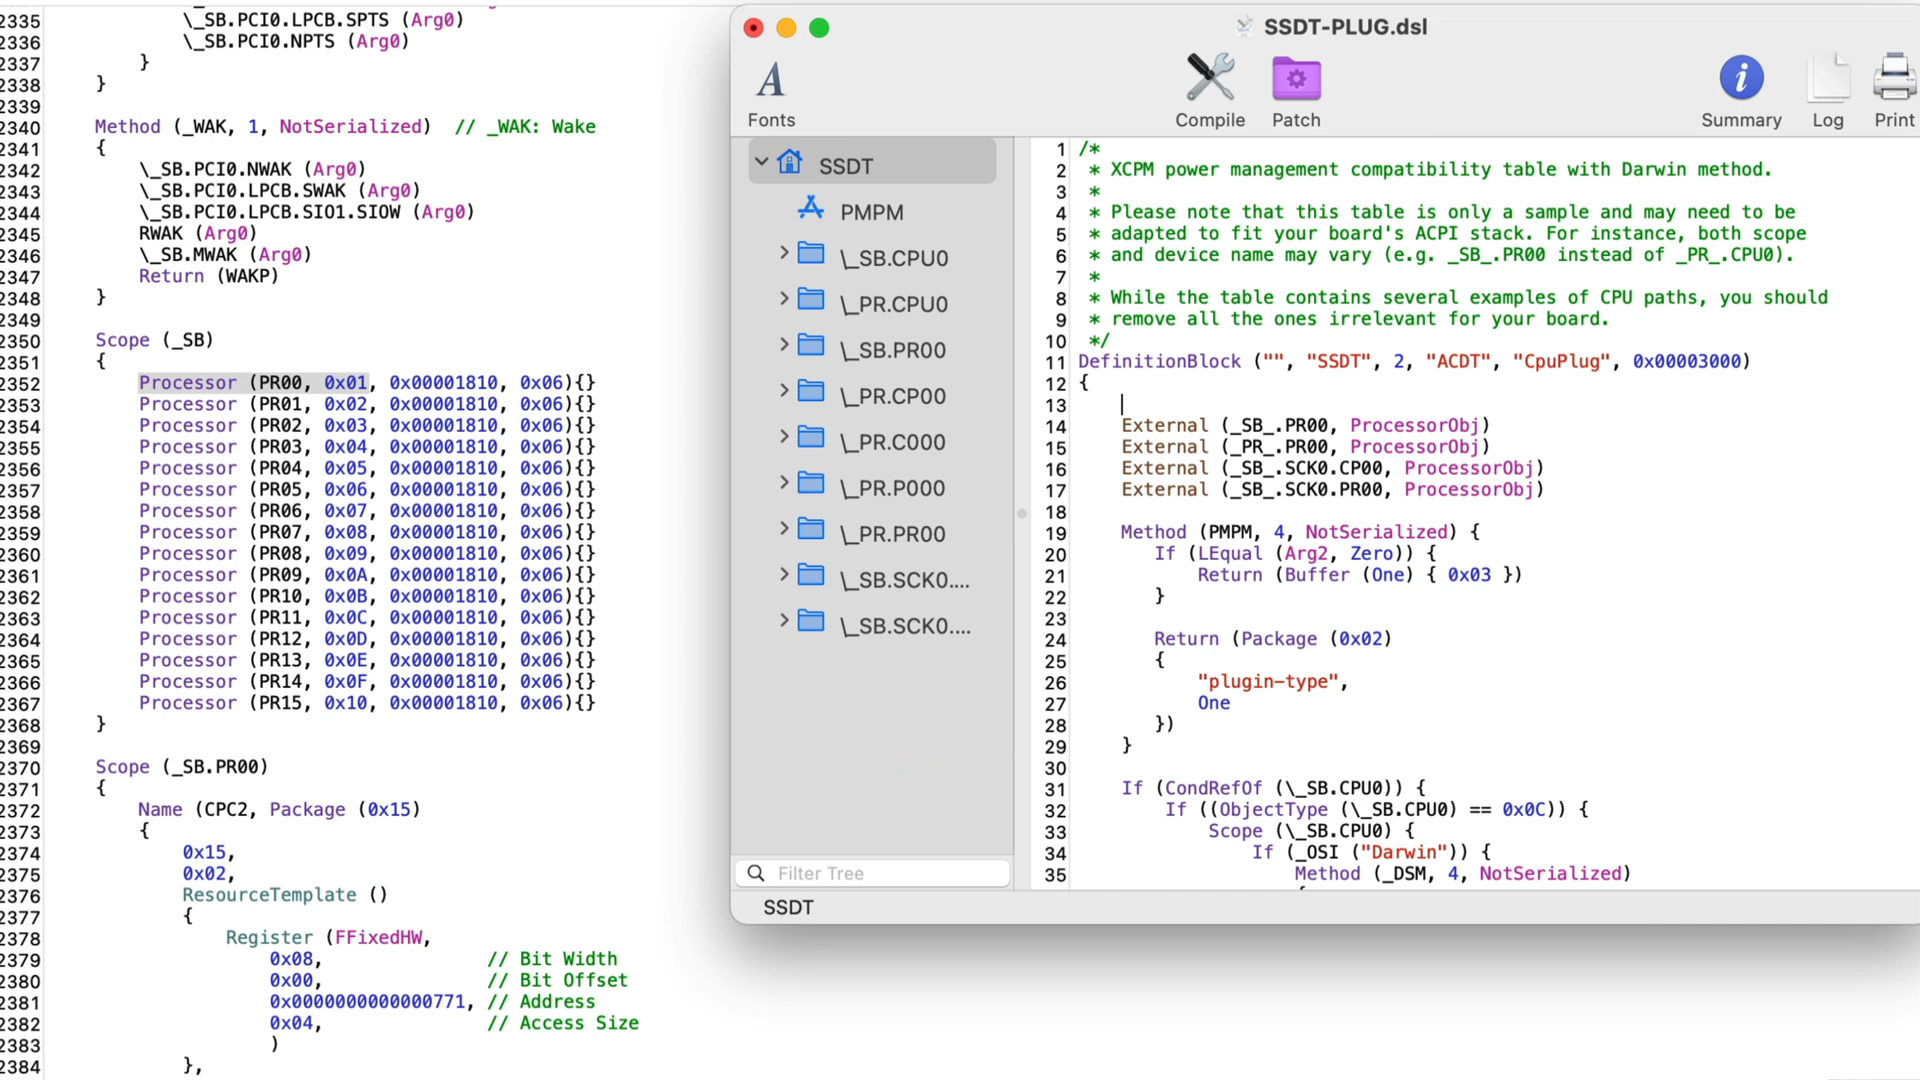 2335 \_SB.PCI0.LPCB.SPTS (Arg0)
2336 \_SB.PCI0.NPTS (Arg0)
2337 }
2338 }
2339
2340 Method (_WAK, 1, NotSerialized) // _WAK: Wake
2341 {
2342 \_SB.PCI0.NWAK (Arg0)
2343 \_SB.PCI0.LPCB.SWAK (Arg0)
2344 \_SB.PCI0.LPCB.SIO1.SIOW (Arg0)
2345 RWAK (Arg0)
2346 \_SB.MWAK (Arg0)
2347 Return (WAKP)
2348 }
2349
2350 Scope (_SB)
2351 {
2352 Processor (PR00, 0x01, 0x00001810, 0x06){}
2353 Processor (PR01, 0x02, 0x00001810, 0x06){}
2354 Processor (PR02, 0x03, 0x00001810, 0x06){}
2355 Processor (PR03, 0x04, 0x00001810, 0x06){}
2356 Processor (PR04, 0x05, 0x00001810, 0x06){}
2357 Processor (PR05, 0x06, 0x00001810, 0x06){}
2358 Processor (PR06, 0x07, 0x00001810, 0x06){}
2359 Processor (PR07, 0x08, 0x00001810, 0x06){}
2360 Processor (PR08, 0x09, 0x00001810, 0x06){}
2361 Processor (PR09, 0x0A, 0x00001810, 0x06){}
2362 Processor (PR10, 0x0B, 0x00001810, 0x06){}
2363 Processor (PR11, 0x0C, 0x00001810, 0x06){}
2364 Processor (PR12, 0x0D, 0x00001810, 0x06){}
2365 Processor (PR13, 0x0E, 0x00001810, 0x06){}
2366 Processor (PR14, 0x0F, 0x00001810, 0x06){}
2367 Processor (PR15, 0x10, 0x00001810, 0x06){}
2368 }
2369
2370 Scope (_SB.PR00)
2371 {
2372 Name (CPC2, Package (0x15)
2373 {
2374 0x15,
2375 0x02,
2376 ResourceTemplate ()
2377 {
2378 Register (FFixedHW,
2379 0x08, // Bit Width
2380 0x00, // Bit Offset
2381 0x0000000000000771, // Address
2382 0x04, // Access Size
2383 )
2384 },
SSDT-PLUG.dsl
A
Fonts
Compile
Patch
Summary
Log
Print
SSDT
PMPM
\_SB.CPU0
\_PR.CPU0
\_SB.PR00
\_PR.CP00
\_PR.C000
\_PR.P000
\_PR.PR00
\_SB.SCK0....
\_SB.SCK0....
Filter Tree
SSDT
1 /*
2 * XCPM power management compatibility table with Darwin method.
3 *
4 * Please note that this table is only a sample and may need to be
5 * adapted to fit your board's ACPI stack. For instance, both scope
6 * and device name may vary (e.g. _SB_.PR00 instead of _PR_.CPU0).
7 *
8 * While the table contains several examples of CPU paths, you should
9 * remove all the ones irrelevant for your board.
10 */
11 DefinitionBlock ("", "SSDT", 2, "ACDT", "CpuPlug", 0x00003000)
12 {
13
14 External (_SB_.PR00, ProcessorObj)
15 External (_PR_.PR00, ProcessorObj)
16 External (_SB_.SCK0.CP00, ProcessorObj)
17 External (_SB_.SCK0.PR00, ProcessorObj)
18
19 Method (PMPM, 4, NotSerialized) {
20 If (LEqual (Arg2, Zero)) {
21 Return (Buffer (One) { 0x03 })
22 }
23
24 Return (Package (0x02)
25 {
26 "plugin-type",
27 One
28 })
29 }
30
31 If (CondRefOf (\_SB.CPU0)) {
32 If ((ObjectType (\_SB.CPU0) == 0x0C)) {
33 Scope (\_SB.CPU0) {
34 If (_OSI ("Darwin")) {
35 Method (_DSM, 4, NotSerialized)